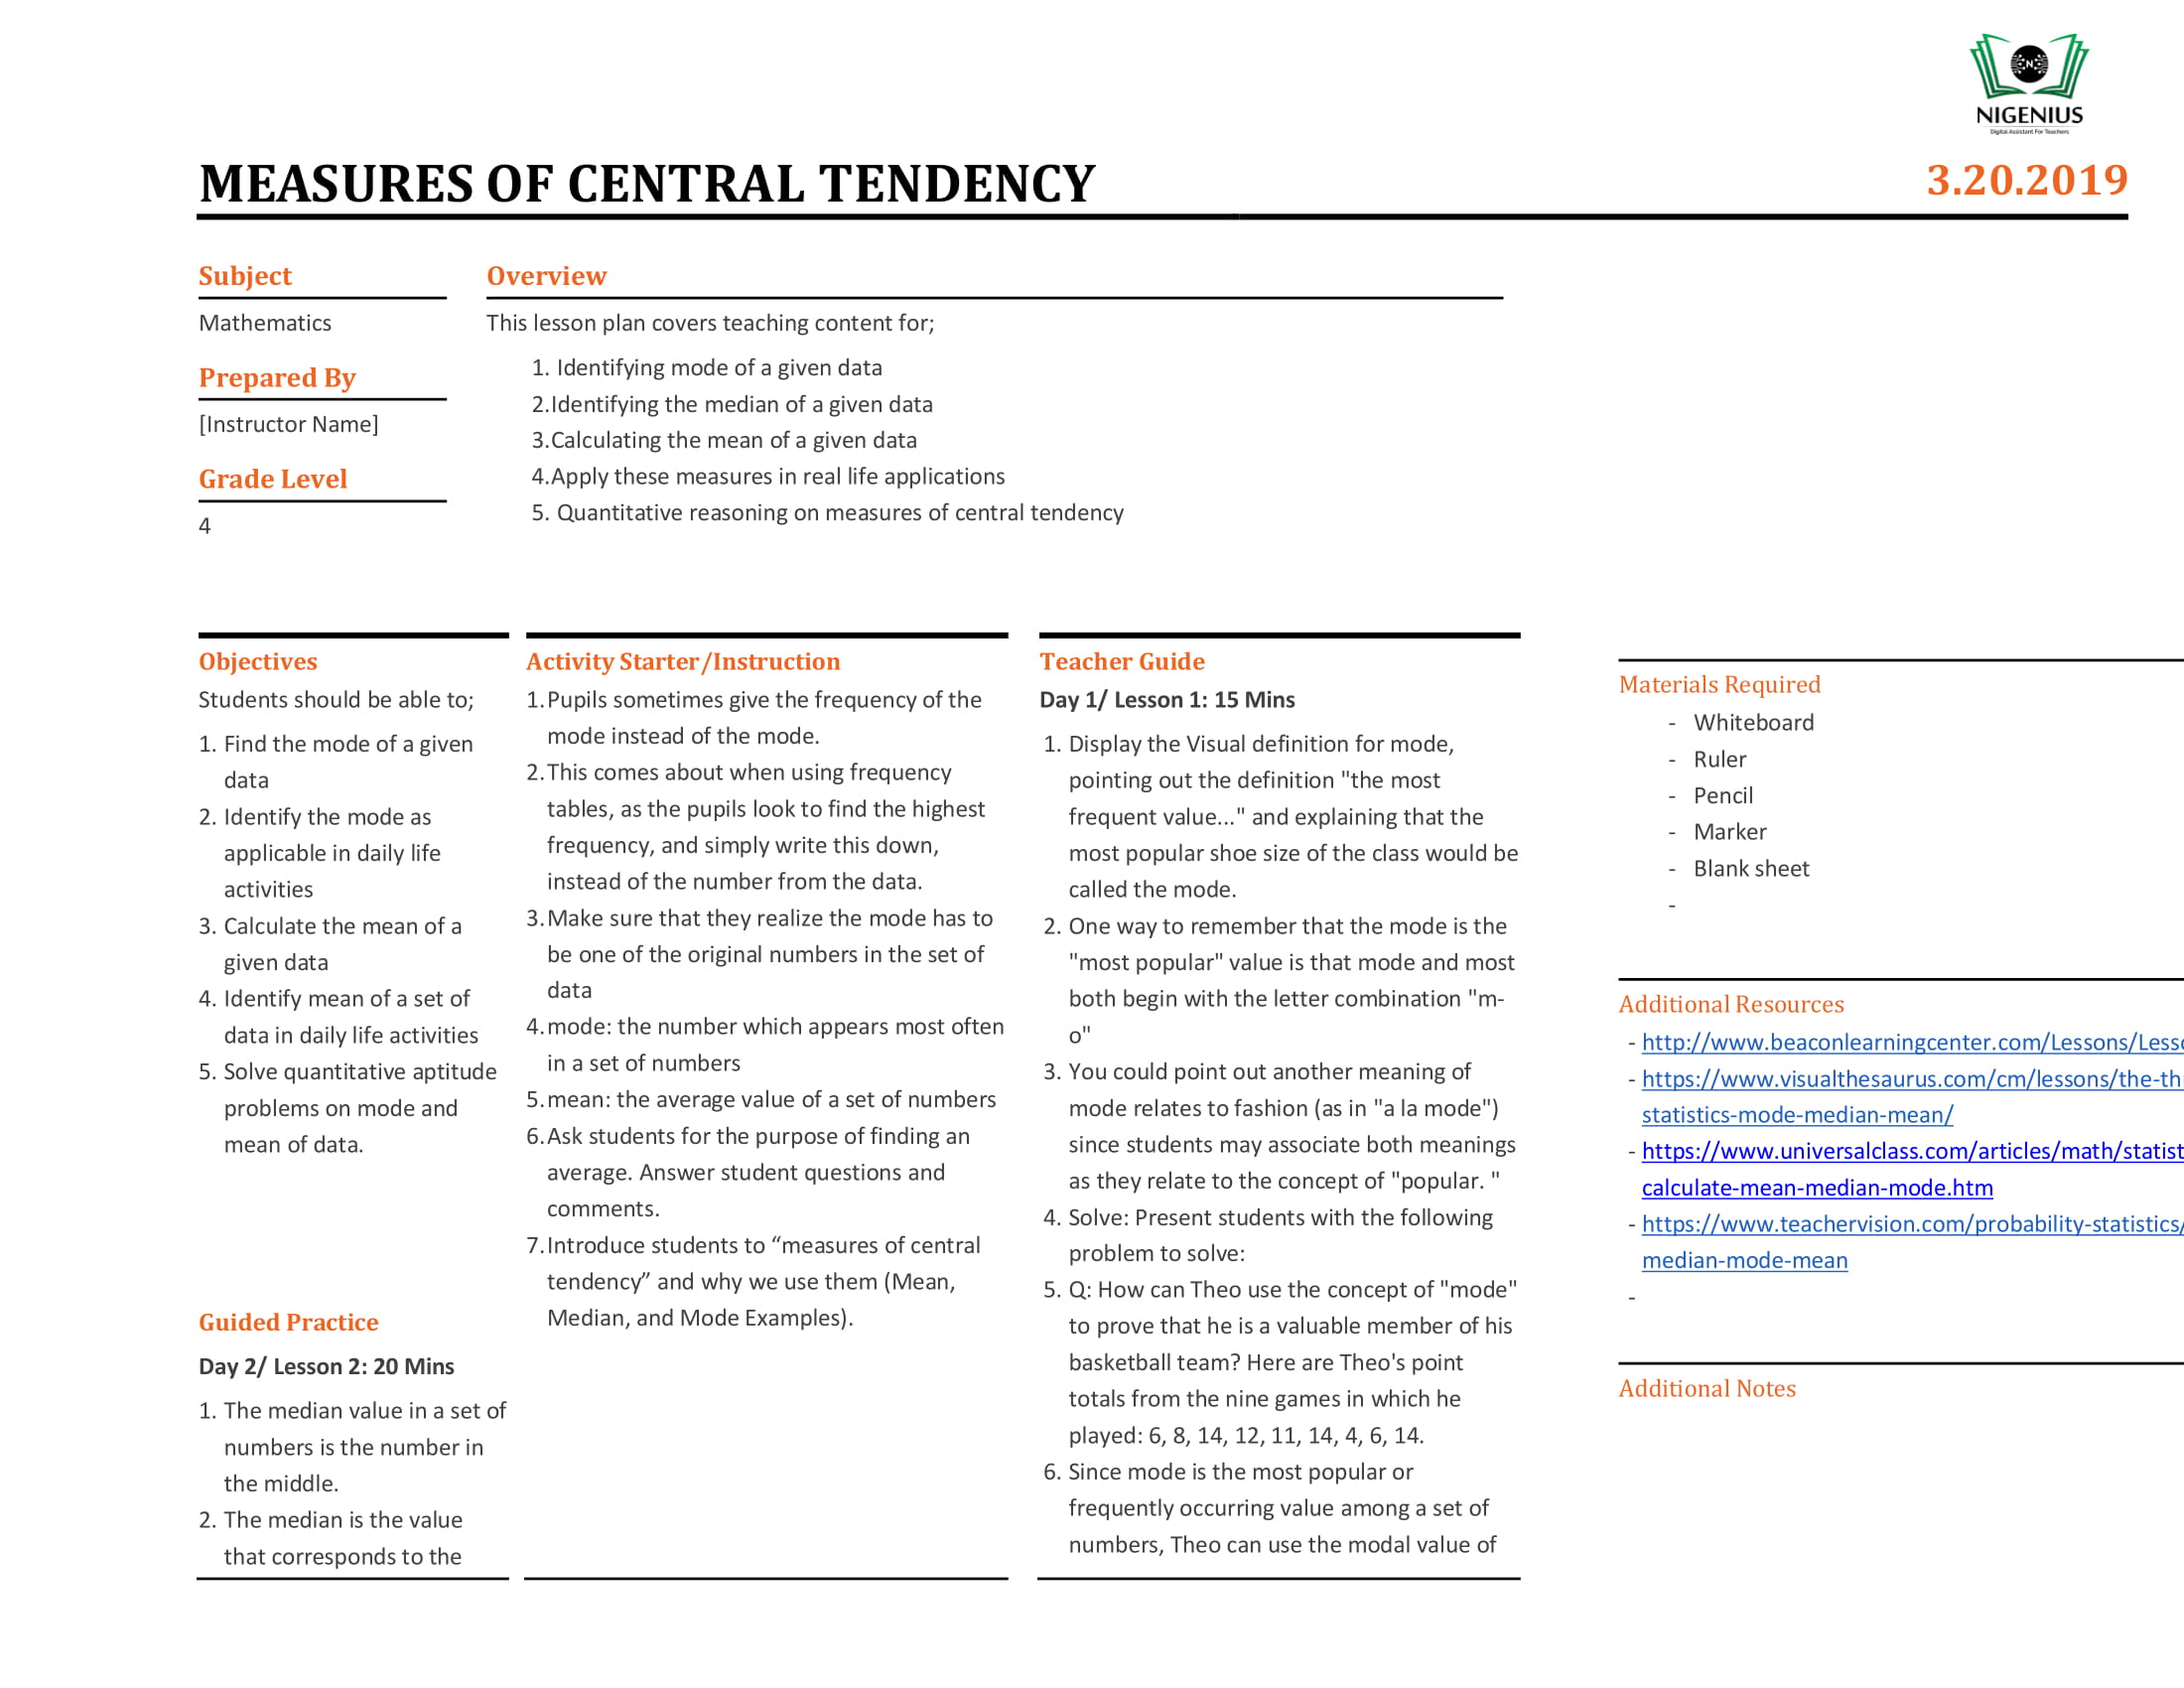 NIGENIUS
Digital Assistant For Teachers
MEASURES OF CENTRAL TENDENCY
3.20.2019
Subject
Mathematics
Prepared By
[Instructor Name]
Grade Level
4
Overview
This lesson plan covers teaching content for;
1. Identifying mode of a given data
2.Identifying the median of a given data
3.Calculating the mean of a given data
4.Apply these measures in real life applications
5. Quantitative reasoning on measures of central tendency
Objectives
Students should be able to;
1. Find the mode of a given
data
2. Identify the mode as
applicable in daily life
activities
3. Calculate the mean of a
given data
4. Identify mean of a set of
data in daily life activities
5. Solve quantitative aptitude
problems on mode and
mean of data.
Guided Practice
Day 2/ Lesson 2: 20 Mins
1. The median value in a set of
numbers is the number in
the middle.
2. The median is the value
that corresponds to the
Activity Starter/Instruction
1.Pupils sometimes give the frequency of the
mode instead of the mode.
2.This comes about when using frequency
tables, as the pupils look to find the highest
frequency, and simply write this down,
instead of the number from the data.
3.Make sure that they realize the mode has to
be one of the original numbers in the set of
data
4.mode: the number which appears most often
in a set of numbers
5.mean: the average value of a set of numbers
6.Ask students for the purpose of finding an
average. Answer student questions and
comments.
7.Introduce students to “measures of central
tendency” and why we use them (Mean,
Median, and Mode Examples).
Teacher Guide
Day 1/ Lesson 1: 15 Mins
1. Display the Visual definition for mode,
pointing out the definition "the most
frequent value..." and explaining that the
most popular shoe size of the class would be
called the mode.
2. One way to remember that the mode is the
"most popular" value is that mode and most
both begin with the letter combination "m-
o"
3. You could point out another meaning of
mode relates to fashion (as in "a la mode")
since students may associate both meanings
as they relate to the concept of "popular. "
4. Solve: Present students with the following
problem to solve:
5. Q: How can Theo use the concept of "mode"
to prove that he is a valuable member of his
basketball team? Here are Theo's point
totals from the nine games in which he
played: 6, 8, 14, 12, 11, 14, 4, 6, 14.
6. Since mode is the most popular or
frequently occurring value among a set of
numbers, Theo can use the modal value of
Materials Required
- Whiteboard
- Ruler
- Pencil
- Marker
- Blank sheet
-
Additional Resources
- http://www.beaconlearningcenter.com/Lessons/Less
- https://www.visualthesaurus.com/cm/lessons/the-th
statistics-mode-median-mean/
- https://www.universalclass.com/articles/math/statist
calculate-mean-median-mode.htm
- https://www.teachervision.com/probability-statistics/
median-mode-mean
-
Additional Notes